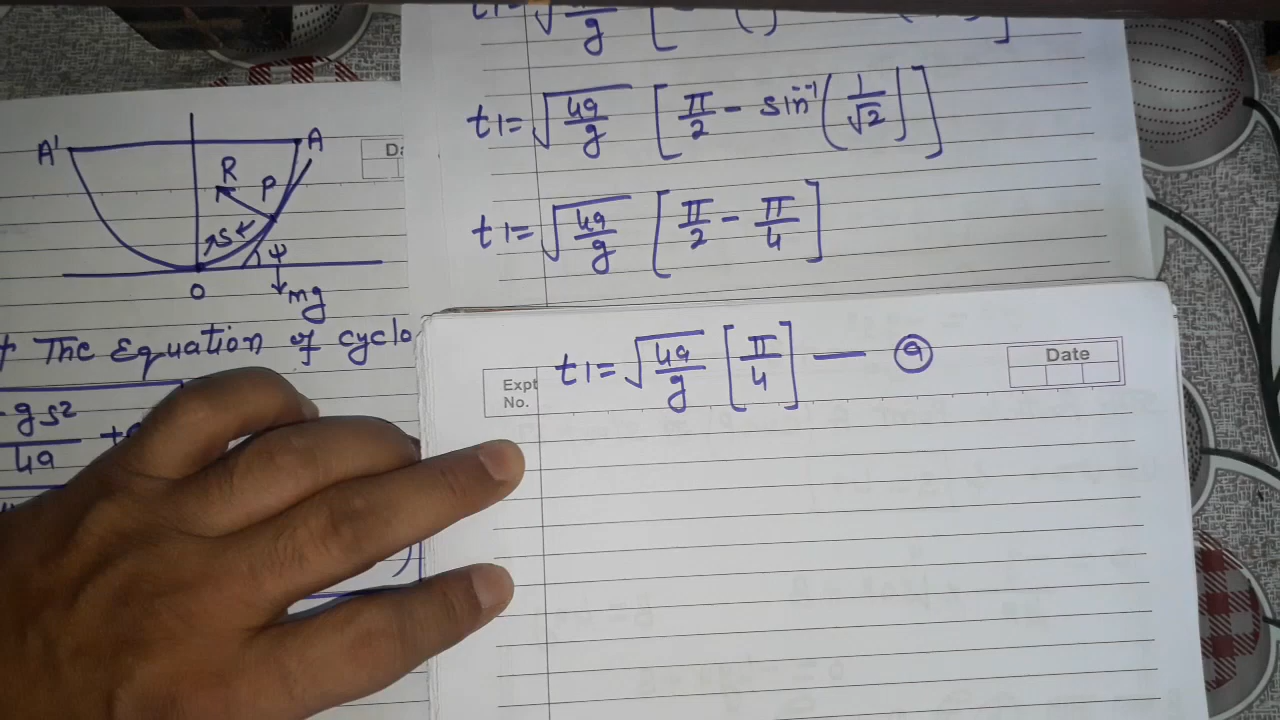 A'
A
R
P
S
ψ
O
mg
The Equation of cyclo
gs²
4a
t1=√4a/g [π/2 - sin⁻¹(1/√2)]
t1=√4a/g [π/2 - π/4]
t1=√4a/g [π/4] — ⓐ
Expt
No.
Date